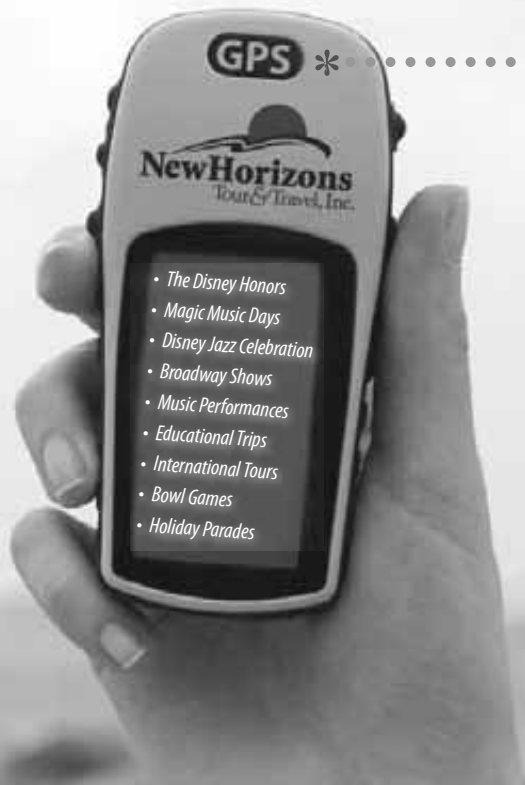 GPS *
NewHorizons
Tour & Travel, Inc.
• The Disney Honors
• Magic Music Days
• Disney Jazz Celebration
• Broadway Shows
• Music Performances
• Educational Trips
• International Tours
• Bowl Games
• Holiday Parades